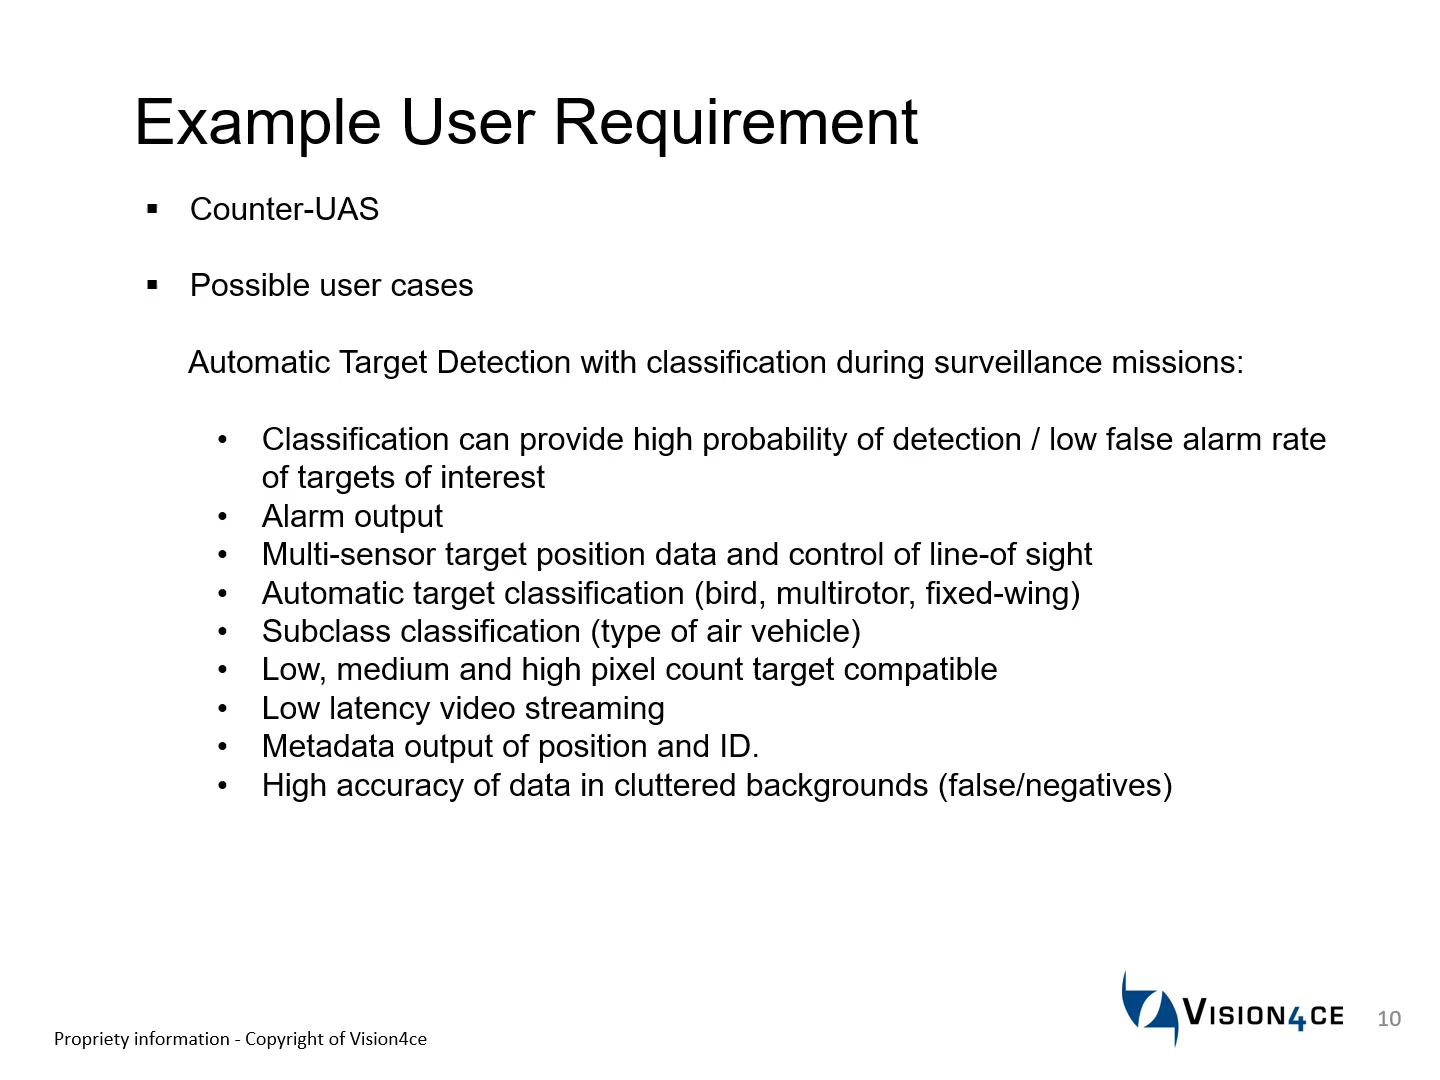 Example User Requirement
▪ Counter-UAS
▪ Possible user cases
Automatic Target Detection with classification during surveillance missions:
• Classification can provide high probability of detection / low false alarm rate
of targets of interest
• Alarm output
• Multi-sensor target position data and control of line-of sight
• Automatic target classification (bird, multirotor, fixed-wing)
• Subclass classification (type of air vehicle)
• Low, medium and high pixel count target compatible
• Low latency video streaming
• Metadata output of position and ID.
• High accuracy of data in cluttered backgrounds (false/negatives)
VISION4CE
10
Propriety information - Copyright of Vision4ce